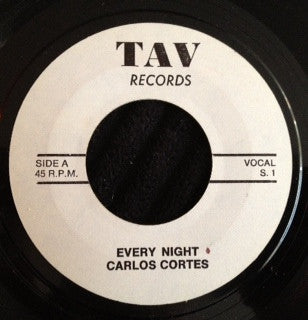 TAV
RECORDS
SIDE A
45 R.P.M.
VOCAL
S. 1
EVERY NIGHT
CARLOS CORTES